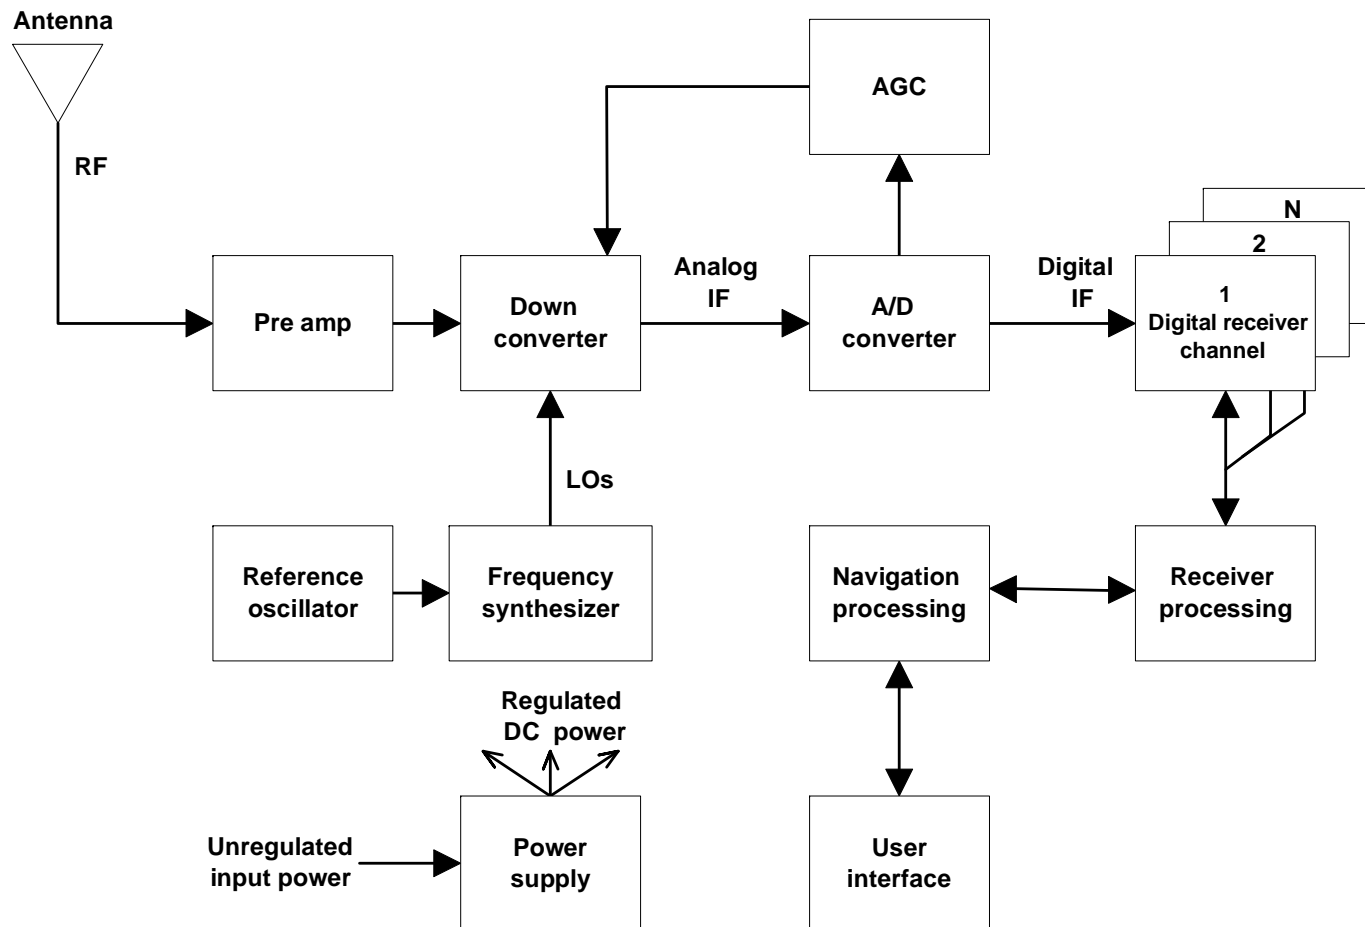 Antenna
RF
AGC
N
2
1
Digital receiver
channel
Pre amp
Down
converter
Analog
IF
A/D
converter
Digital
IF
LOs
Reference
oscillator
Frequency
synthesizer
Navigation
processing
Receiver
processing
Regulated
DC power
Unregulated
input power
Power
supply
User
interface